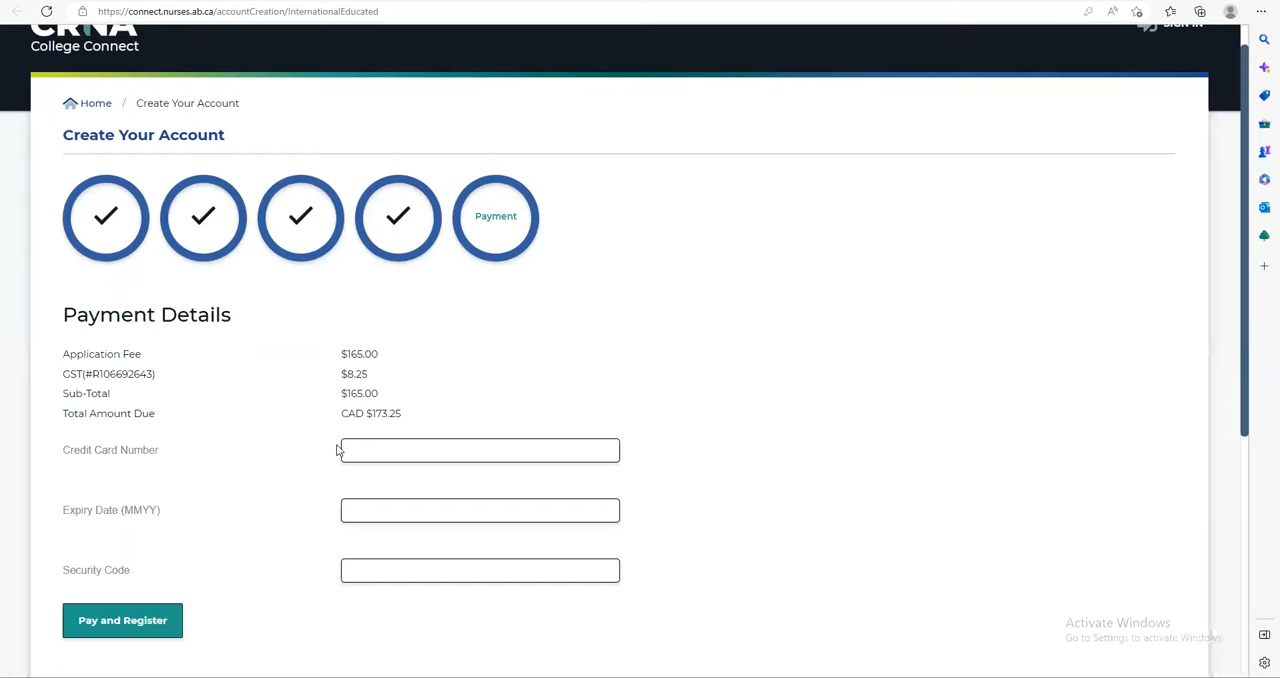 https://connect.nurses.ab.ca/accountCreation/InternationalEducated
CRNA
SIGN IN
College Connect
Home / Create Your Account
Create Your Account
Payment
Payment Details
Application Fee $165.00
GST(#R106692643) $8.25
Sub-Total $165.00
Total Amount Due CAD $173.25
Credit Card Number
Expiry Date (MMYY)
Security Code
Pay and Register
Activate Windows
Go to Settings to activate Windows.